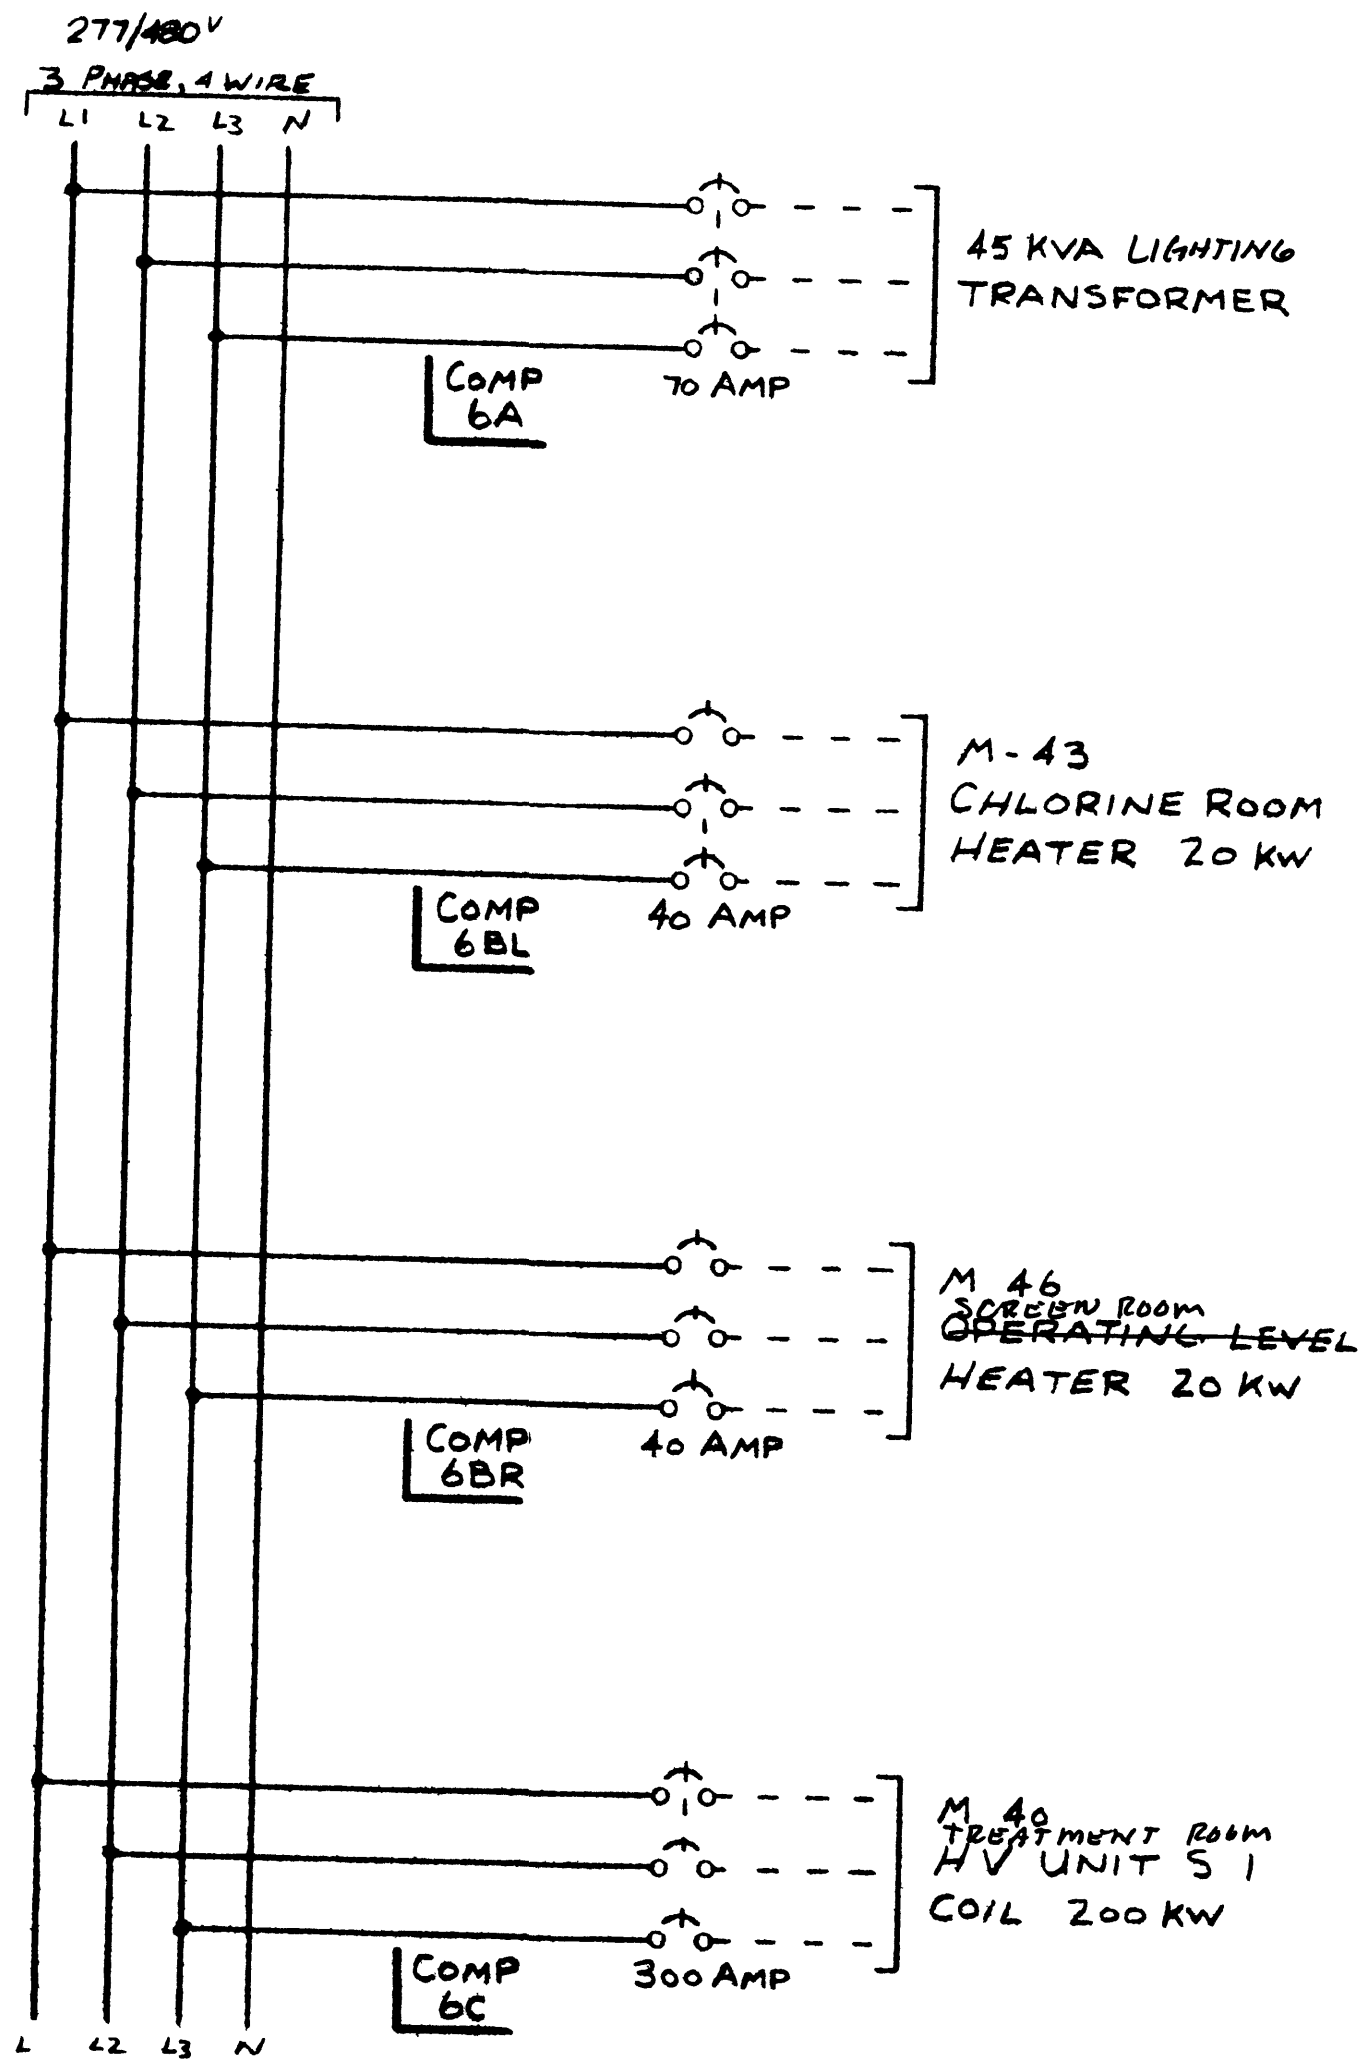 277/480V
3 PHASE, 4 WIRE
L1 L2 L3 N
45 KVA LIGHTING
TRANSFORMER
COMP
6A
70 AMP
M-43
CHLORINE ROOM
HEATER 20 KW
COMP
6BL
40 AMP
M 46
SCREEN ROOM
OPERATING LEVEL
HEATER 20 KW
COMP
6BR
40 AMP
M 40
TREATMENT ROOM
HV UNIT S 1
COIL 200 KW
COMP
6C
300 AMP
L L2 L3 N